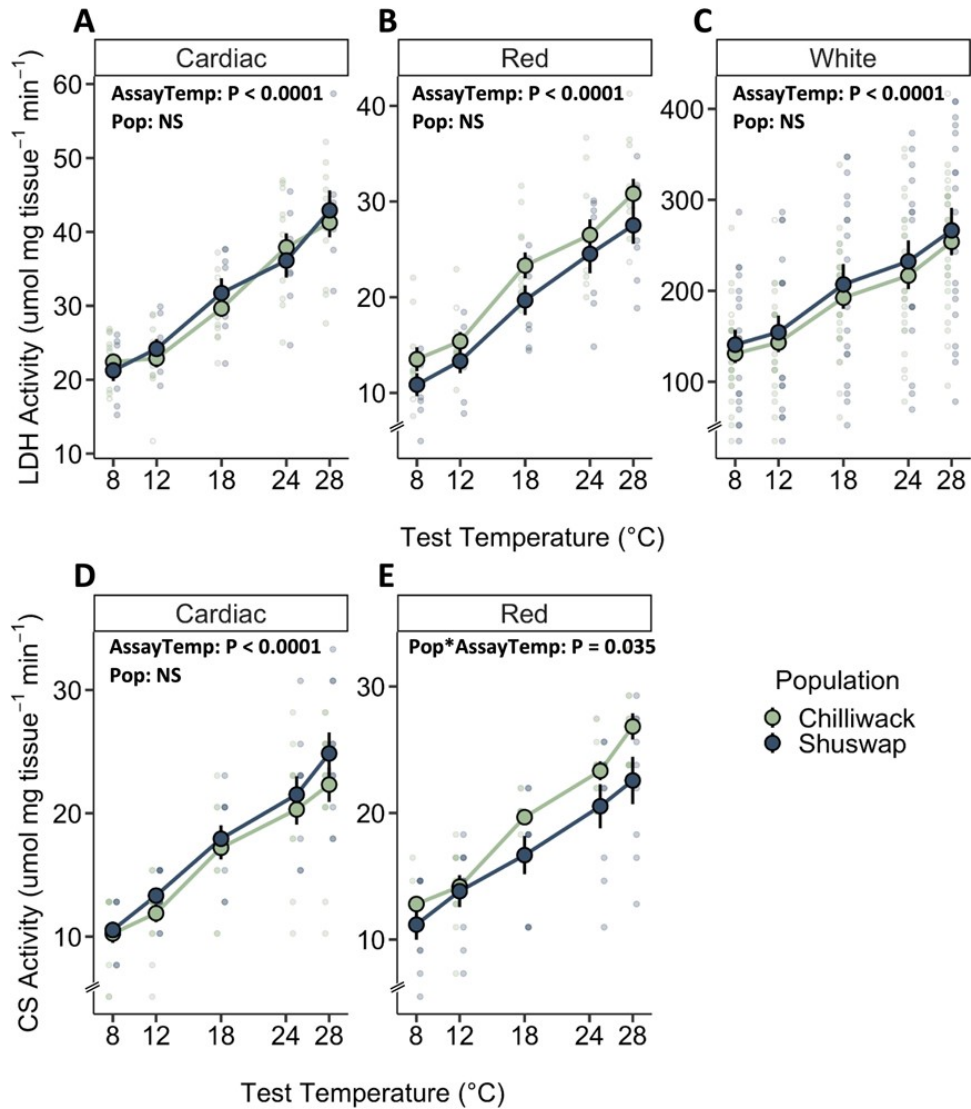 A
B
C
Cardiac
Red
White
AssayTemp: P < 0.0001
Pop: NS
AssayTemp: P < 0.0001
Pop: NS
AssayTemp: P < 0.0001
Pop: NS
LDH Activity (umol mg tissue⁻¹ min⁻¹)
60
50
40
30
20
10
40
30
20
10
400
300
200
100
8 12 18 24 28
8 12 18 24 28
8 12 18 24 28
Test Temperature (°C)
D
E
Cardiac
Red
AssayTemp: P < 0.0001
Pop: NS
Pop*AssayTemp: P = 0.035
CS Activity (umol mg tissue⁻¹ min⁻¹)
30
20
10
30
20
10
8 12 18 24 28
8 12 18 24 28
Test Temperature (°C)
Population
Chilliwack
Shuswap